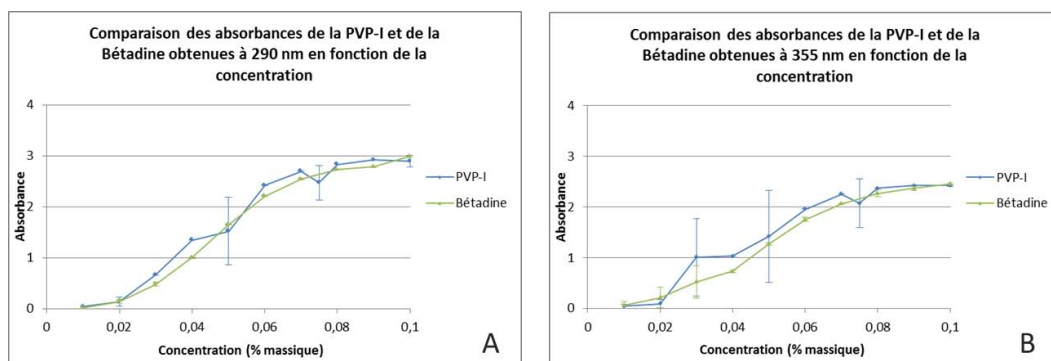 Comparaison des absorbances de la PVP-I et de la
Bétadine obtenues à 290 nm en fonction de la
concentration
4
3
2
1
0
Absorbance
0
0,02
0,04
0,06
0,08
0,1
Concentration (% massique)
PVP-I
Bétadine
A
Comparaison des absorbances de la PVP-I et de la
Bétadine obtenues à 355 nm en fonction de la
concentration
4
3
2
1
0
Absorbance
0
0,02
0,04
0,06
0,08
0,1
Concentration (% massique)
PVP-I
Bétadine
B